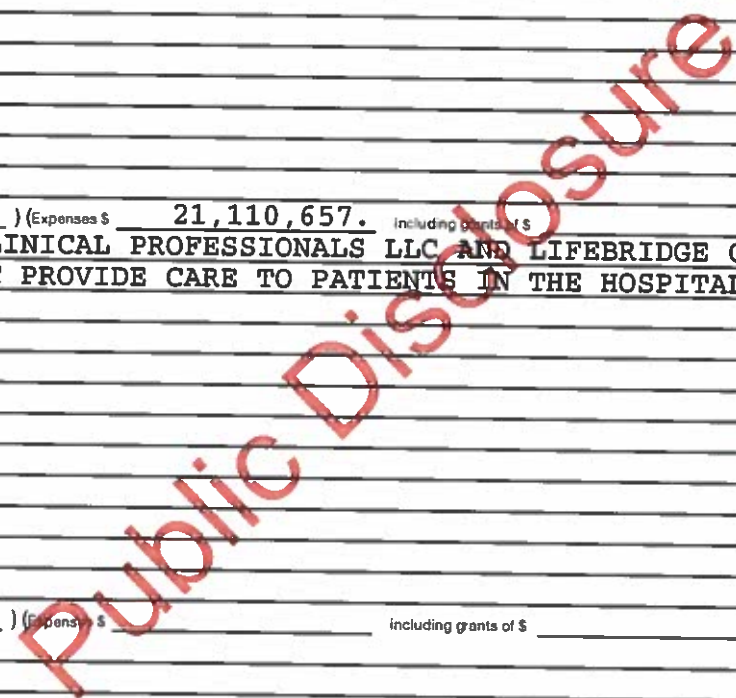 ) (Expenses $ 21,110,657. including grants of $
LINICAL PROFESSIONALS LLC AND LIFEBRIDGE
PROVIDE CARE TO PATIENTS IN THE HOSPITAL
) (Expenses $ including grants of $
Public Disclosure